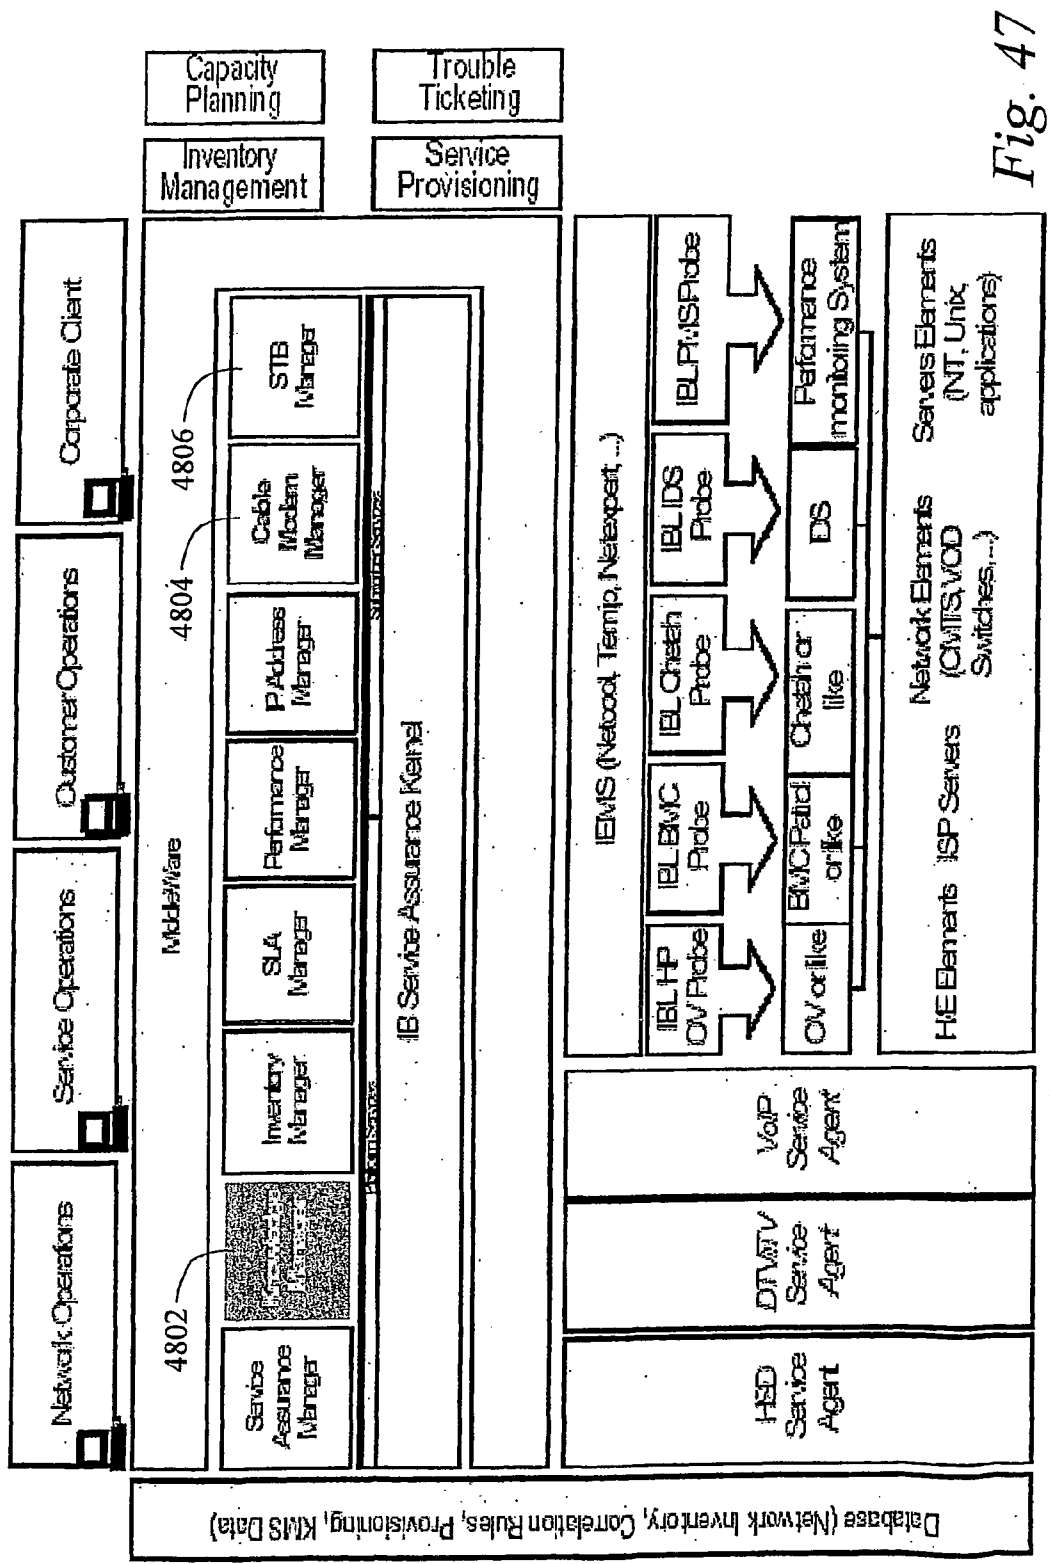 Network Operations
Service Operations
Customer Operations
Corporate Client
MiddleWare
4802
4804
4806
Service
Assurance
Manager
Inventory
Manager
SLA
Manager
Performance
Manager
IP Address
Manager
Cable
Modem
Manager
STB
Manager
IB Service Assurance Kernel
Inventory
Management
Capacity
Planning
Service
Provisioning
Trouble
Ticketing
Database (Network Inventory, Correlation Rules, Provisioning, KMS Data)
HSD
Service
Agent
DTV/ITV
Service
Agent
VoIP
Service
Agent
IEMS (Netcool, Temip, Netexpert, ...)
IBL HP
OV Probe
IBL BMC
Probe
IBL Cheetah
Probe
IBL IDS
Probe
IBL PMS Probe
OV or like
BMC Patrol
or like
Cheetah or
like
IDS
Performance
monitoring System
H/E Elements
ISP Servers
Network Elements
(CMTS, VOD
Switches, ...)
Servers Elements
(NT, Unix,
applications)
Fig. 47